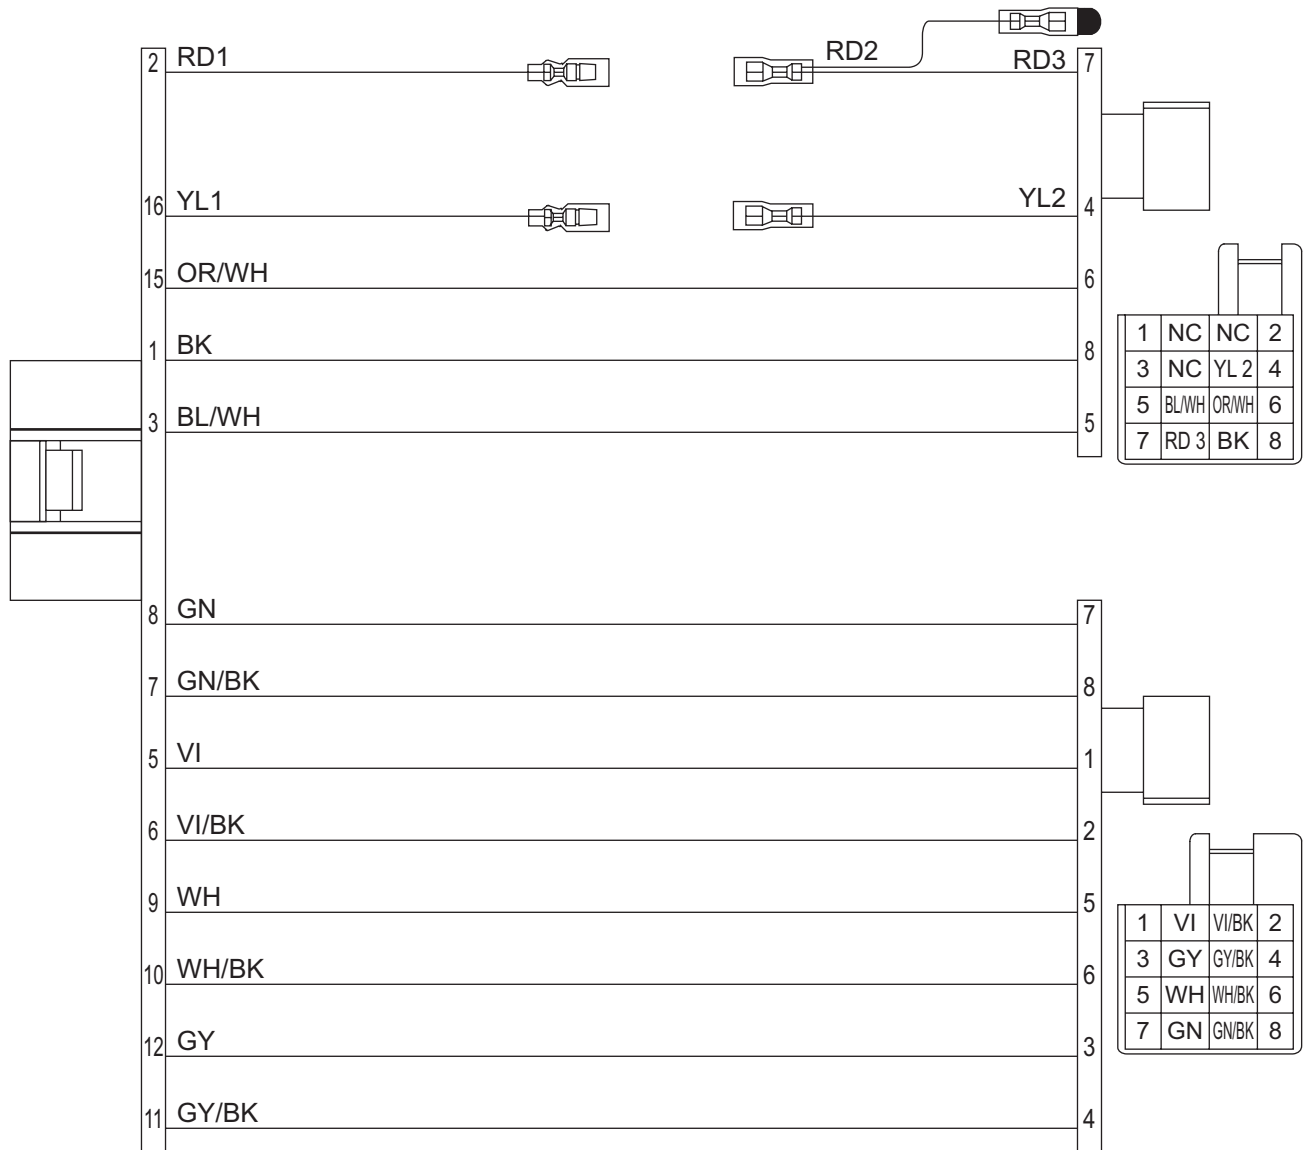 2 RD1 RD2 RD3 7
16 YL1 YL2 4
15 OR/WH 6
1 BK 8
3 BL/WH 5
1 NC NC 2
3 NC YL 2 4
5 BL/WH OR/WH 6
7 RD 3 BK 8
8 GN 7
7 GN/BK 8
5 VI 1
6 VI/BK 2
9 WH 5
10 WH/BK 6
12 GY 3
11 GY/BK 4
1 VI VI/BK 2
3 GY GY/BK 4
5 WH WH/BK 6
7 GN GN/BK 8